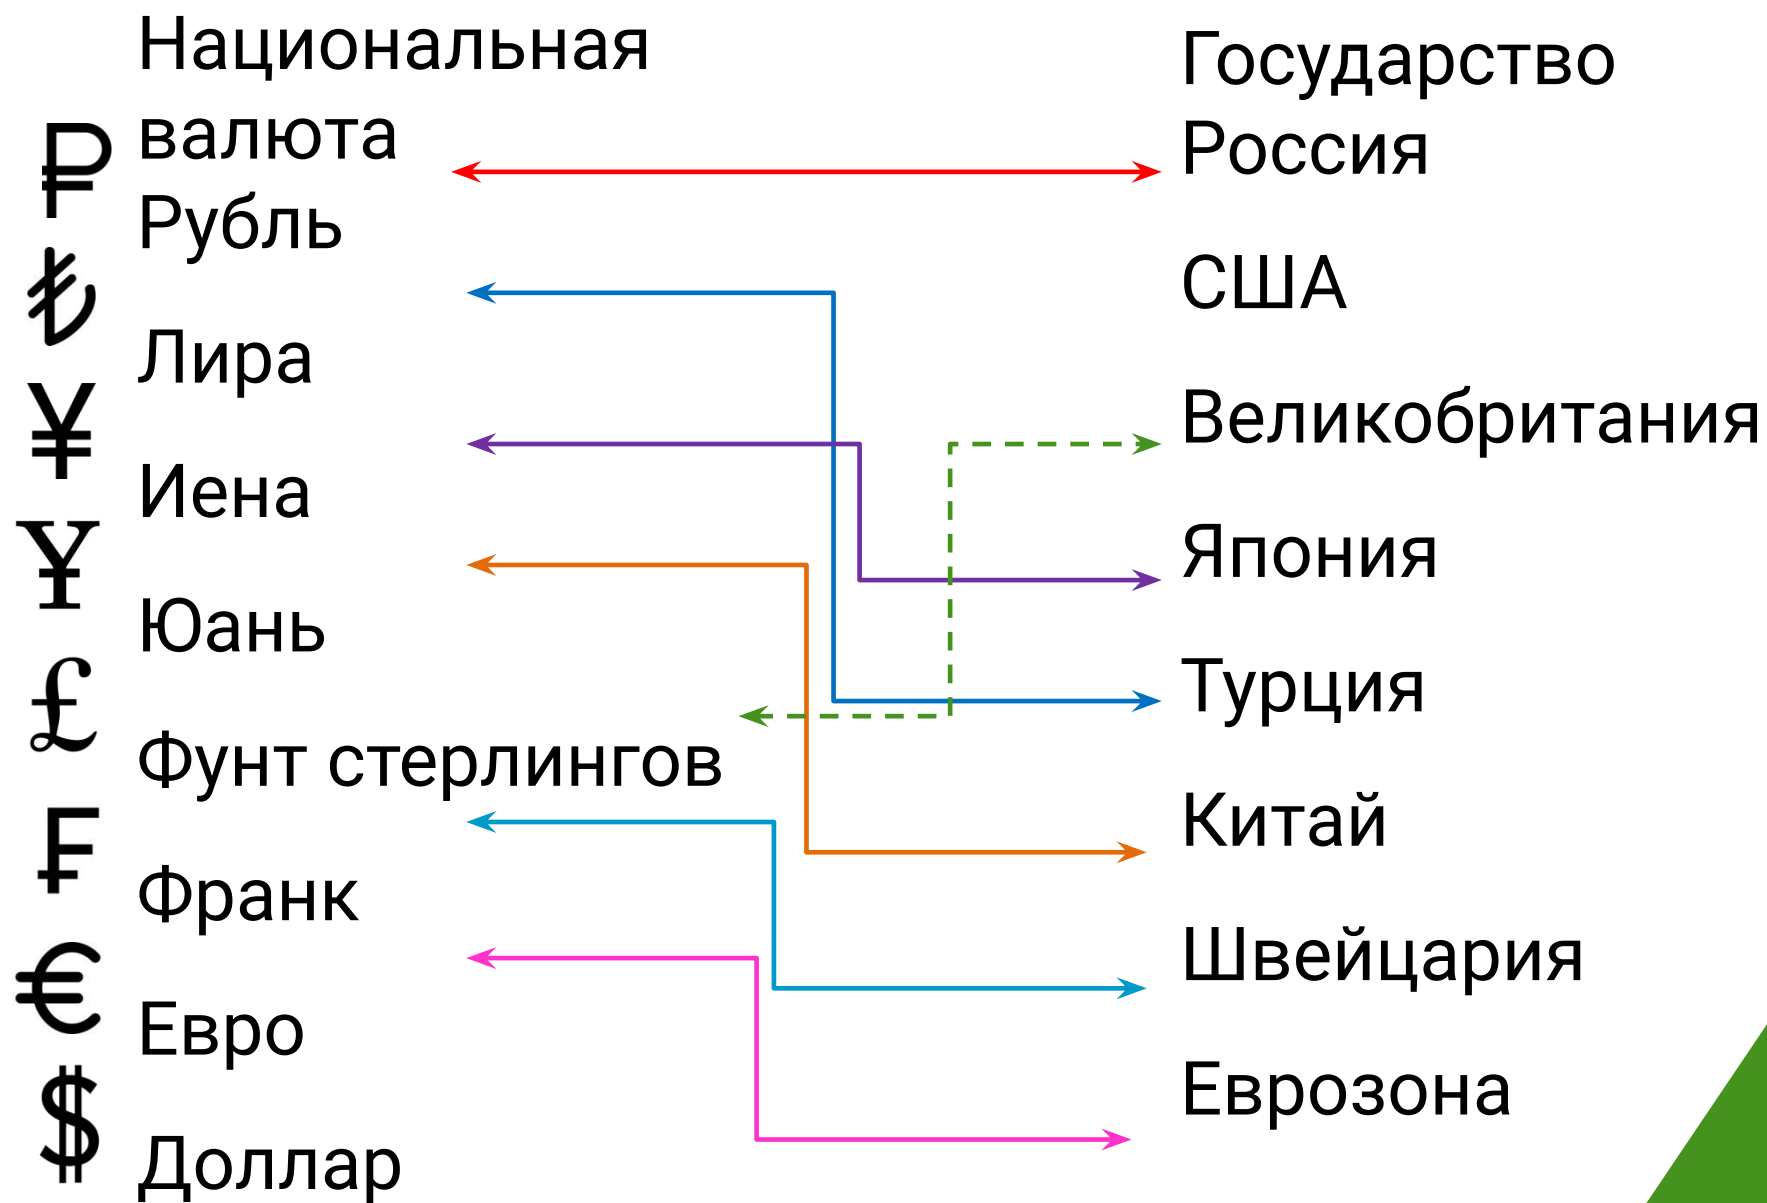 Национальная
валюта
₽ Рубль
₺ Лира
¥ Иена
¥ Юань
£ Фунт стерлингов
₣ Франк
€ Евро
$ Доллар
Государство
Россия
США
Великобритания
Япония
Турция
Китай
Швейцария
Еврозона